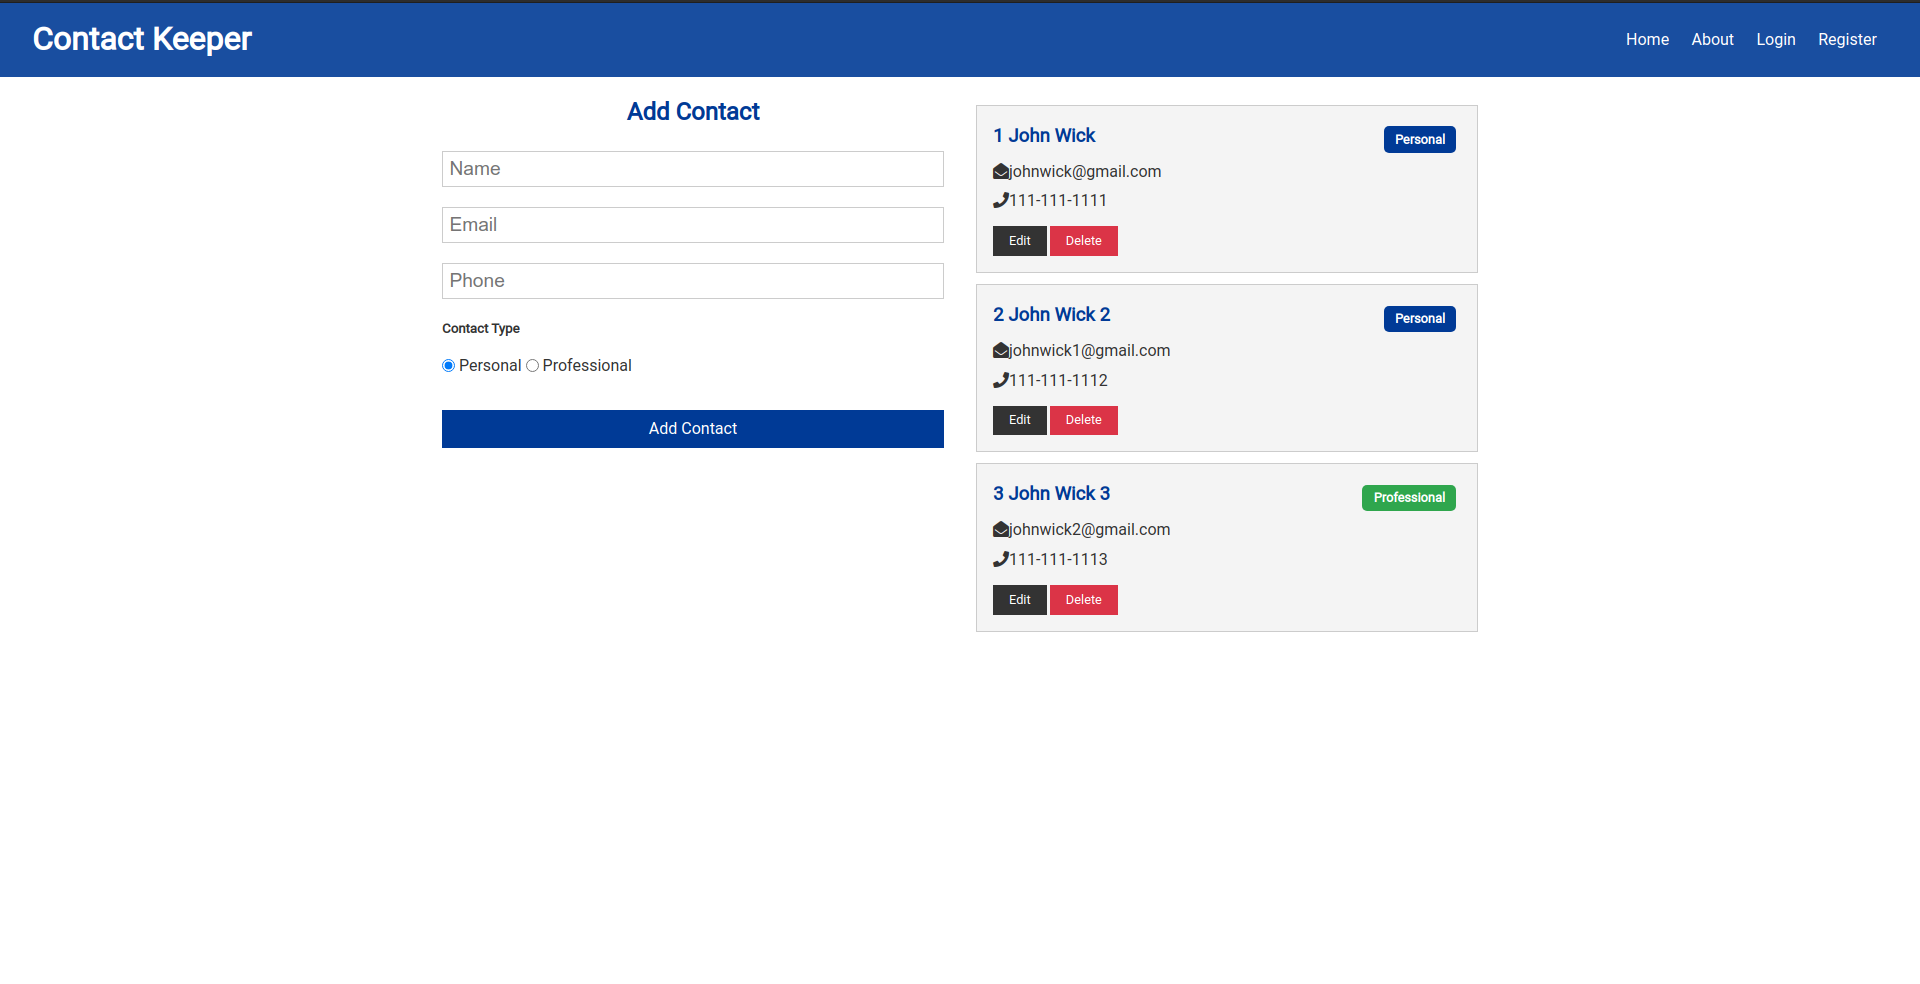 Contact Keeper
Home About Login Register
Add Contact
Name
Email
Phone
Contact Type
Personal Professional
Add Contact
1 John Wick
Personal
johnwick@gmail.com
111-111-1111
Edit Delete
2 John Wick 2
Personal
johnwick1@gmail.com
111-111-1112
Edit Delete
3 John Wick 3
Professional
johnwick2@gmail.com
111-111-1113
Edit Delete